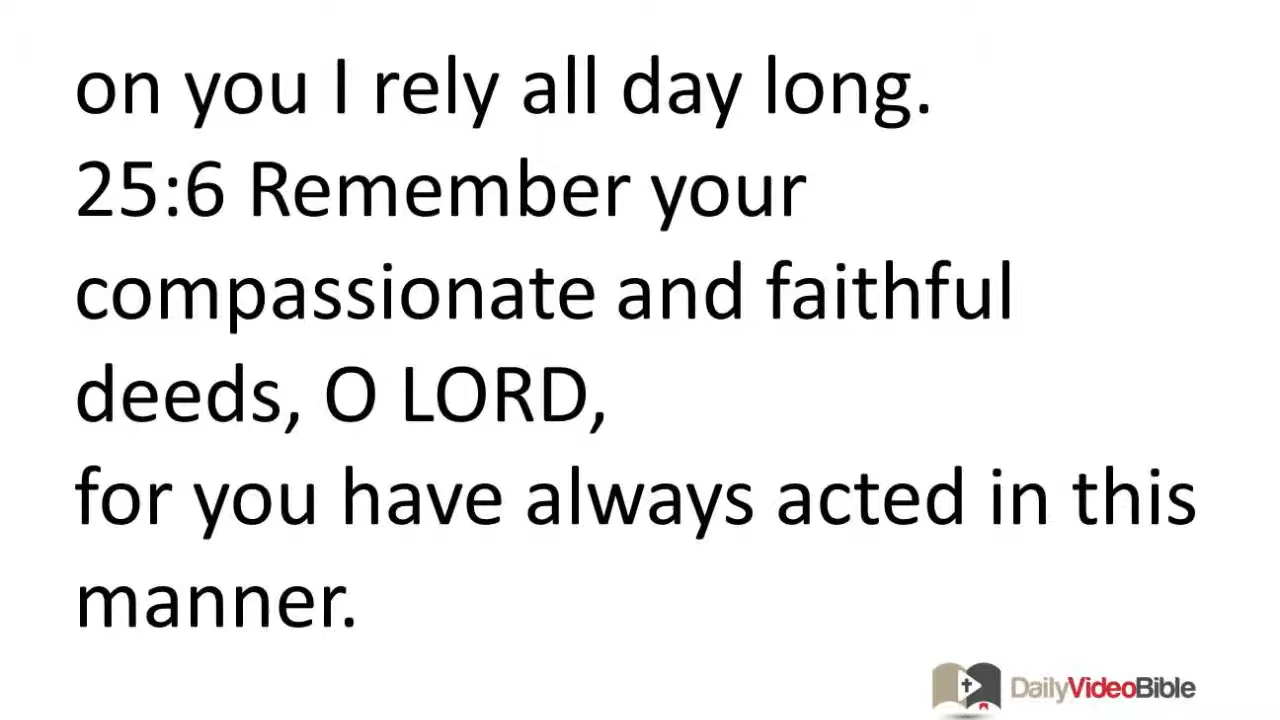 on you I rely all day long.
25:6 Remember your
compassionate and faithful
deeds, O LORD,
for you have always acted in this
manner.
DailyVideoBible